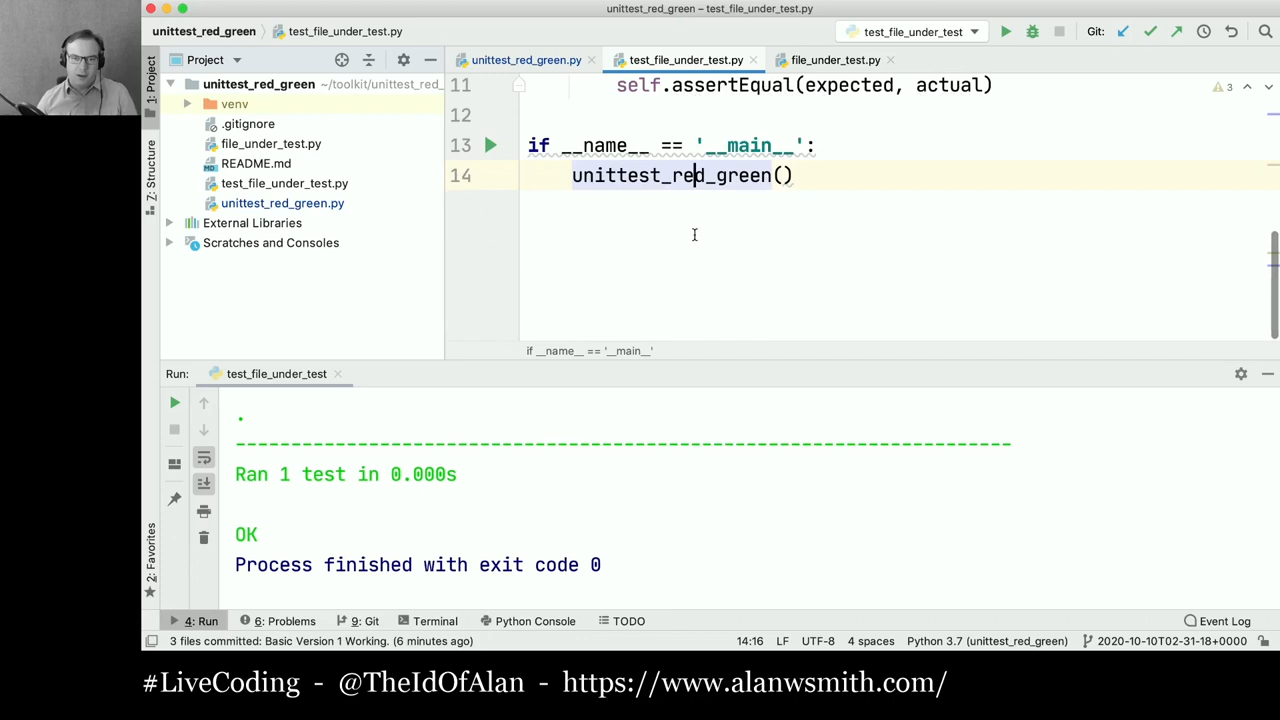 unittest_red_green – test_file_under_test.py
unittest_red_green
test_file_under_test.py
test_file_under_test
Git:
1: Project
Project
unittest_red_green.py
test_file_under_test.py
file_under_test.py
unittest_red_green ~/toolkit/unittest_red_
venv
.gitignore
file_under_test.py
README.md
test_file_under_test.py
unittest_red_green.py
External Libraries
Scratches and Consoles
Z: Structure
11 self.assertEqual(expected, actual)
3
12
13 if __name__ == '__main__':
14 unittest_red_green()
if __name__ == '__main__'
Run: test_file_under_test
.
----------------------------------------------------------------------
Ran 1 test in 0.000s
OK
Process finished with exit code 0
2: Favorites
4: Run 6: Problems 9: Git Terminal Python Console TODO Event Log
3 files committed: Basic Version 1 Working. (6 minutes ago) 14:16 LF UTF-8 4 spaces Python 3.7 (unittest_red_green) 2020-10-10T02-31-18+0000
#LiveCoding - @TheIdOfAlan - https://www.alanwsmith.com/